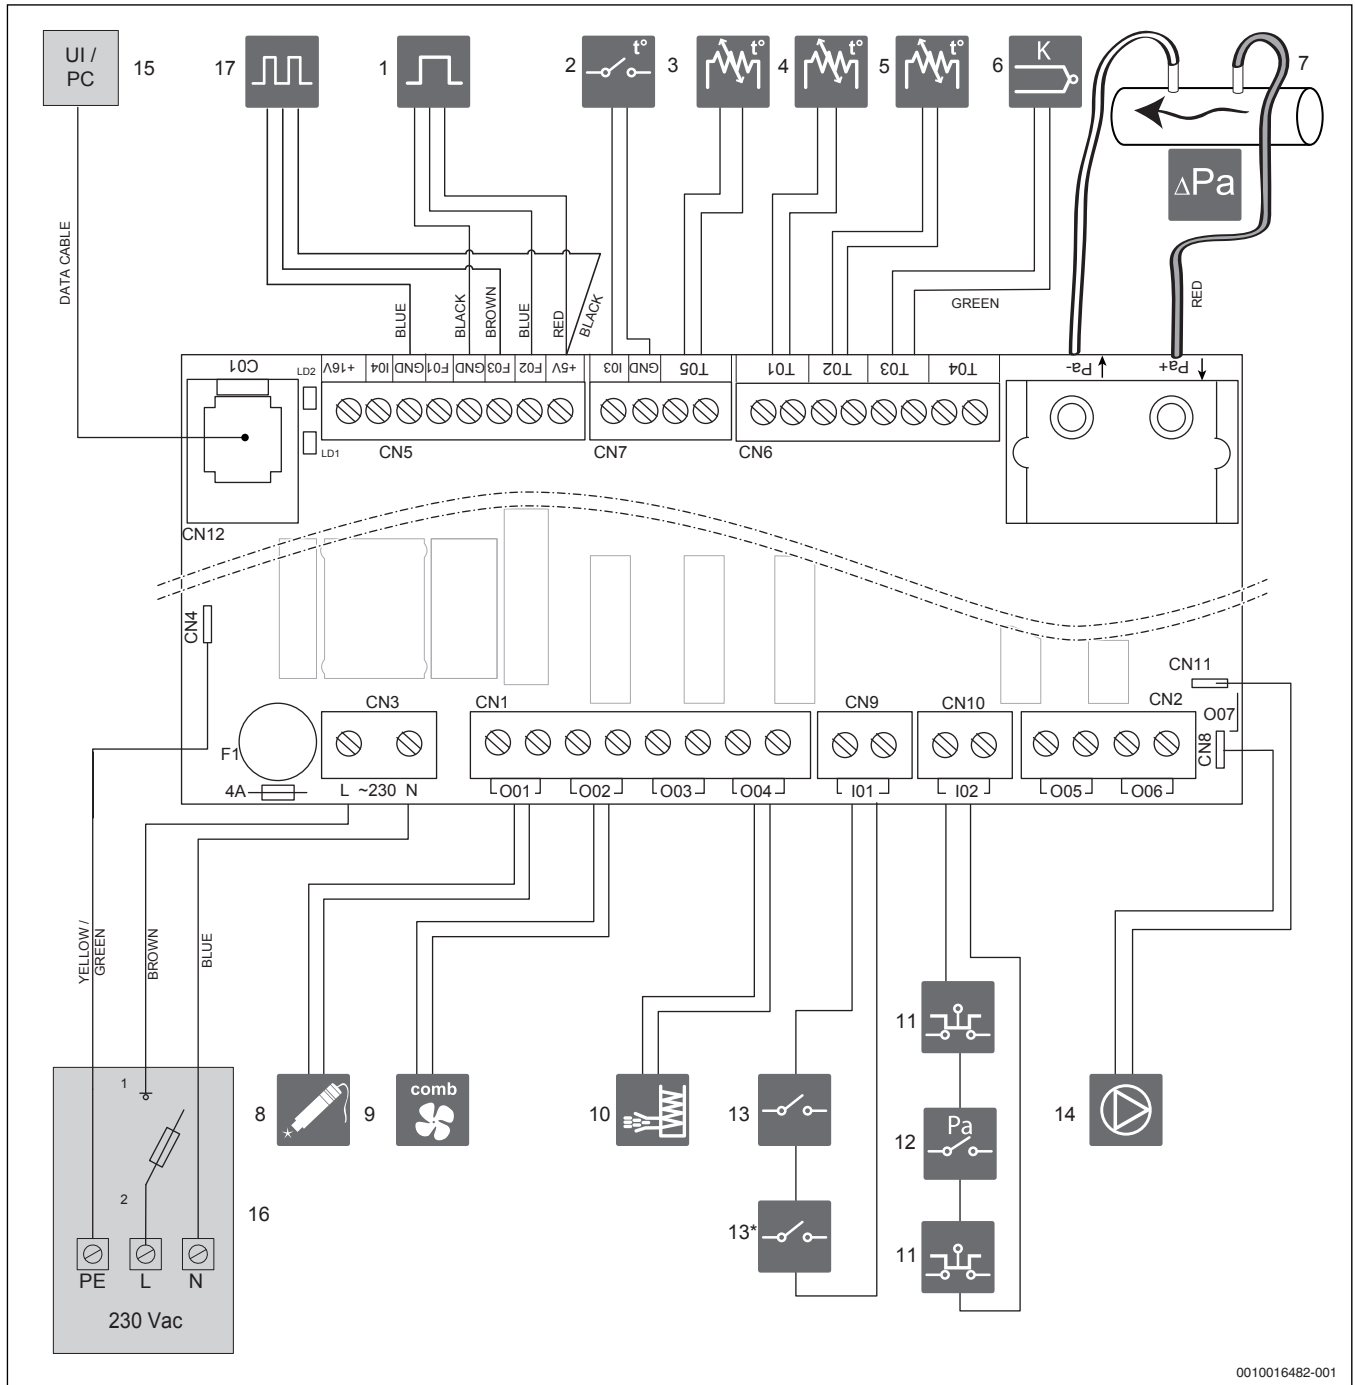 UI / PC
15
17
1
2
t°
3
t°
4
t°
5
t°
6
K
7
ΔPa
DATA CABLE
BLUE
BLACK
BROWN
BLUE
RED
BLACK
GREEN
RED
C01
LD2
LD1
+16V
I04
GND
F01
GND
F03
F02
+5V
I03
GND
T05
T01
T02
T03
T04
Pa-
Pa+
CN5
CN7
CN6
CN12
CN4
CN11
CN3
CN1
CN9
CN10
CN2
O07
CN8
F1
4A
L ~230 N
O01
O02
O03
O04
I01
I02
O05
O06
YELLOW / GREEN
BROWN
BLUE
1
2
PE
L
N
230 Vac
16
8
9
comb
10
13
13*
11
12
Pa
11
14
0010016482-001